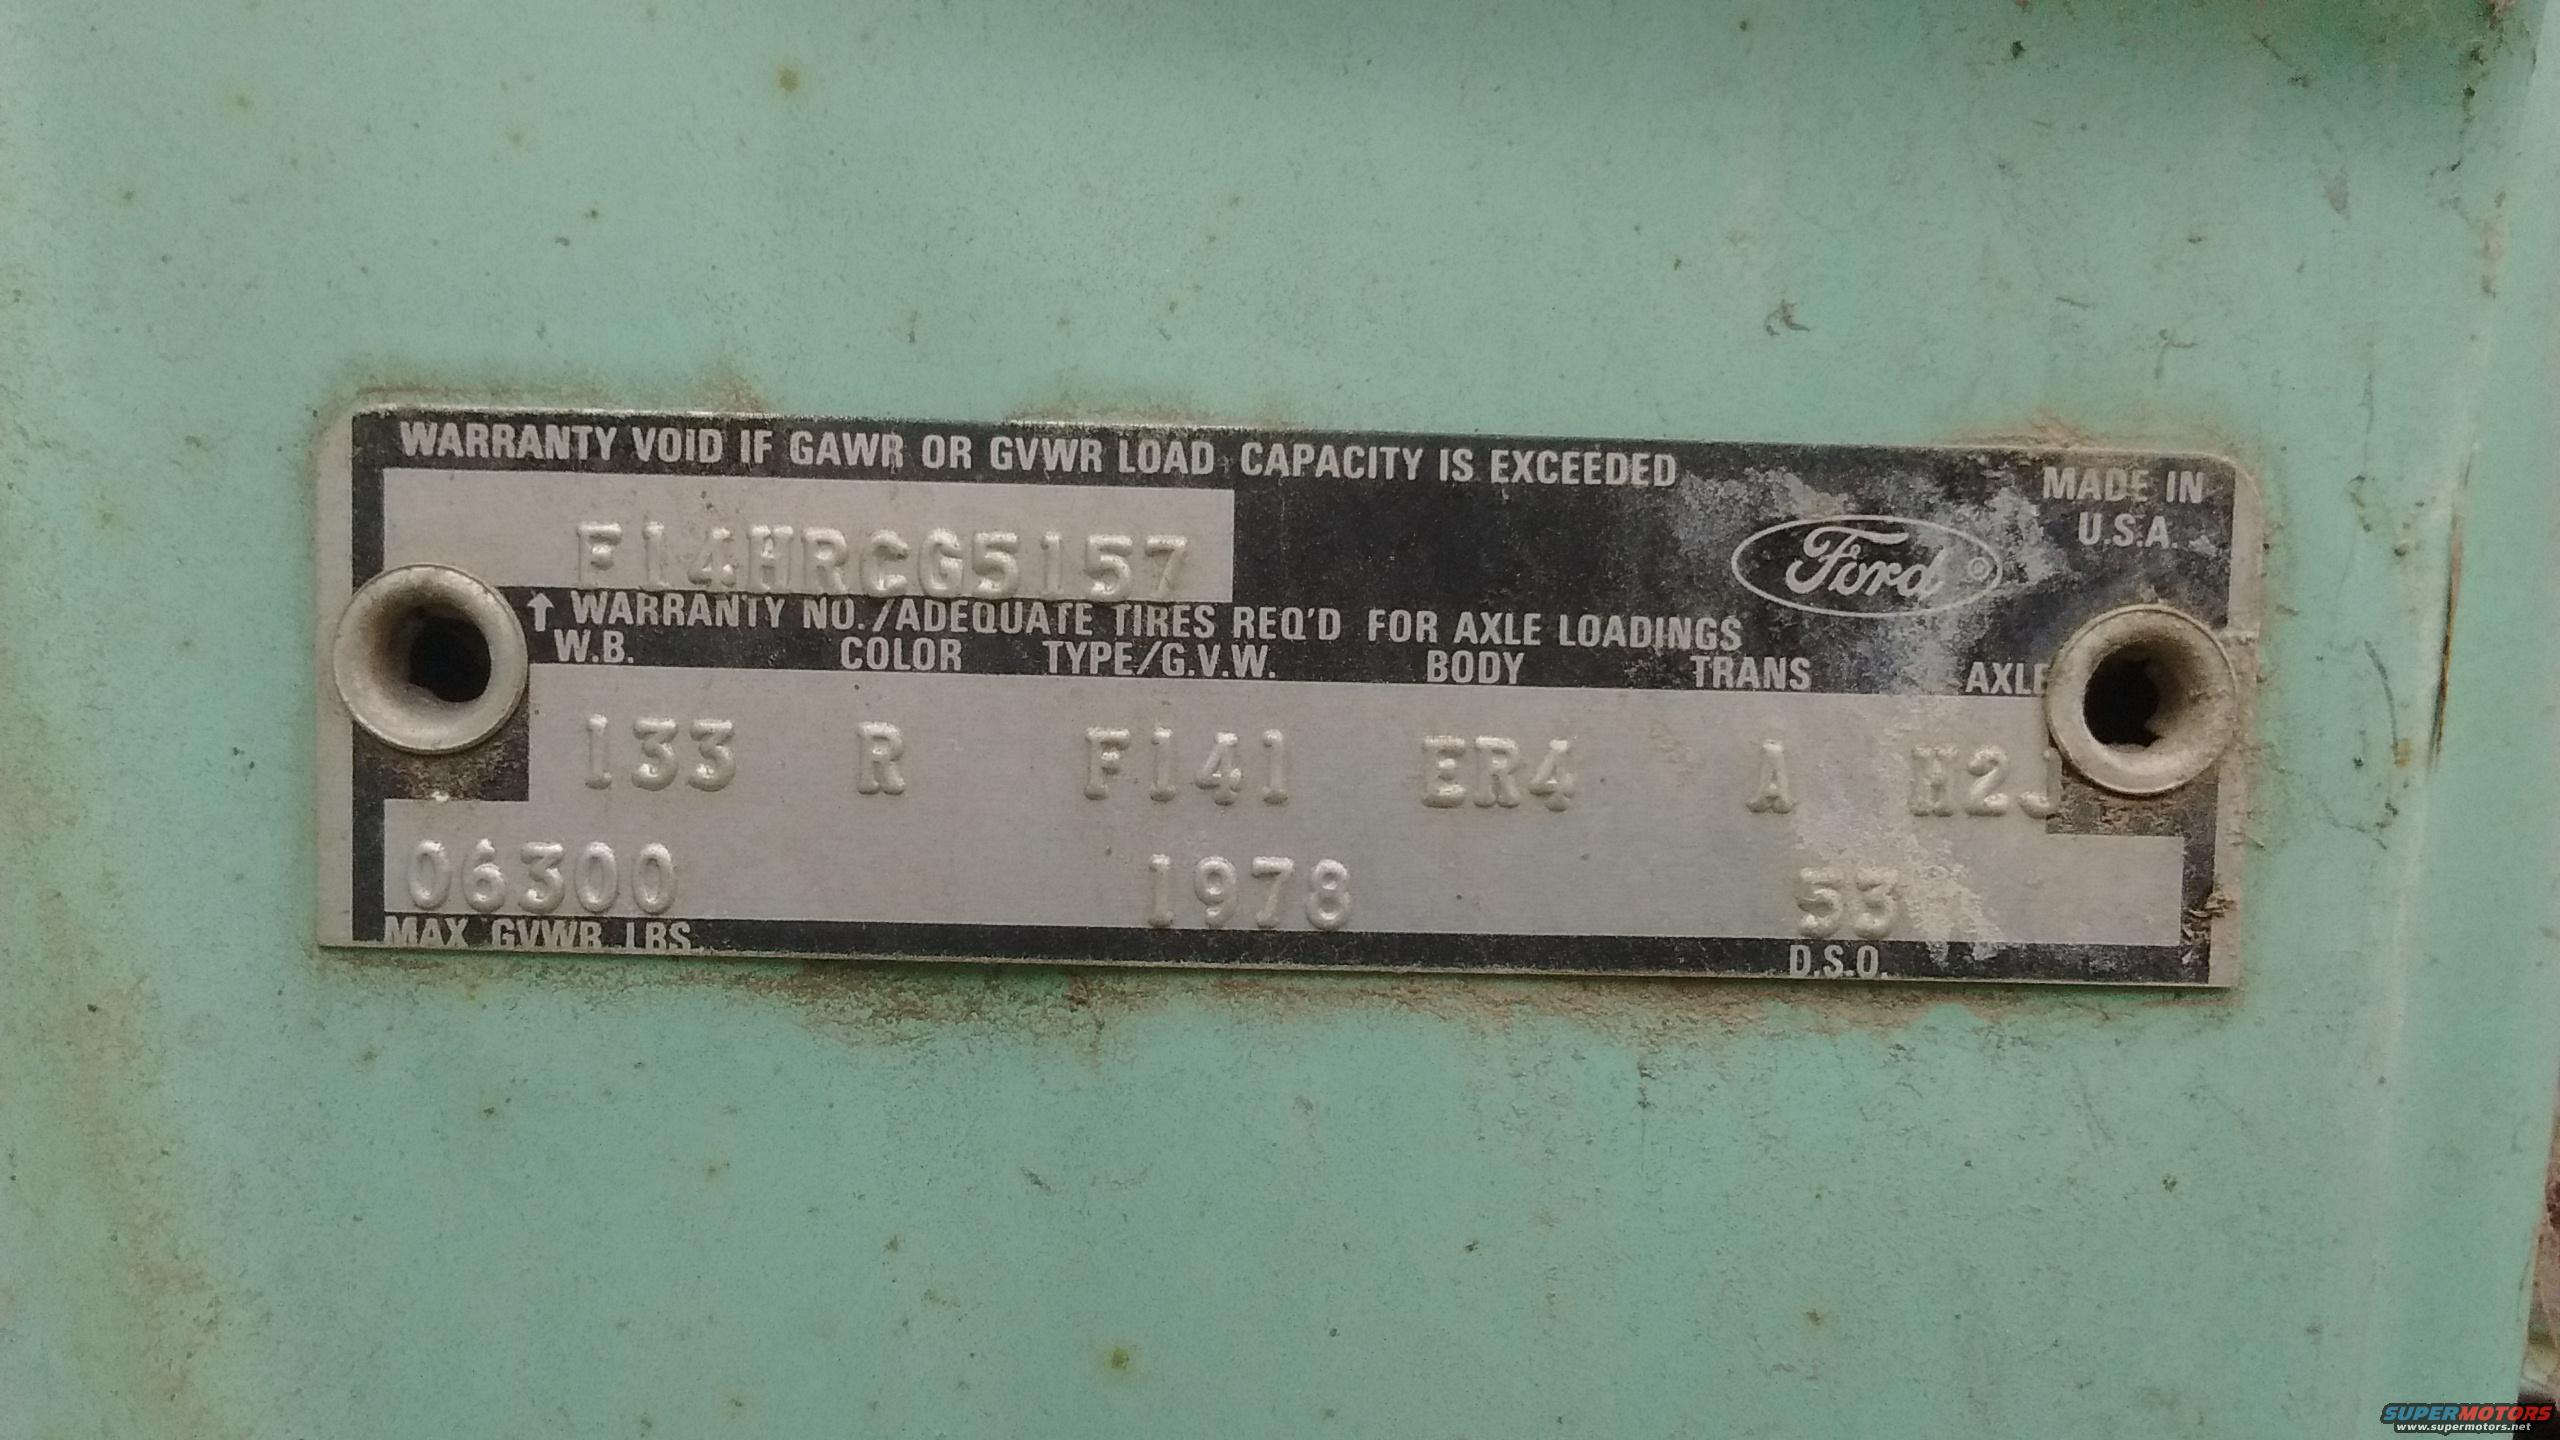 WARRANTY VOID IF GAWR OR GVWR LOAD CAPACITY IS EXCEEDED
MADE IN
U.S.A.
F14HRCG5157
Ford ®
↑ WARRANTY NO./ADEQUATE TIRES REQ'D FOR AXLE LOADINGS
W.B. COLOR TYPE/G.V.W. BODY TRANS AXLE
133 R F141 ER4 A H2J
06300 1978 53
MAX GVWR LBS. D.S.O.
SUPERMOTORS
www.supermotors.net